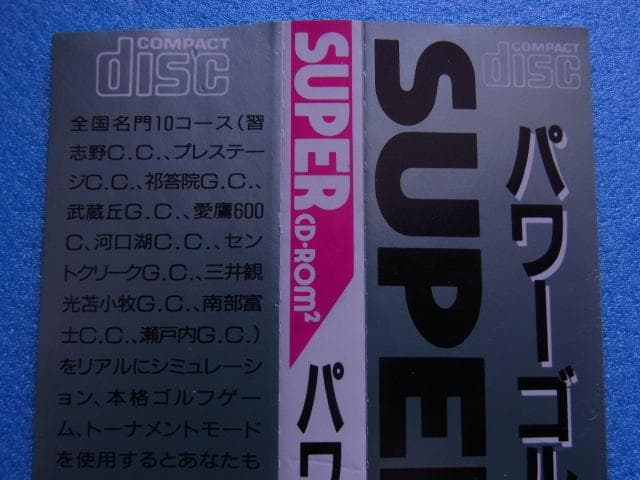 COMPACT
disc
全国名門10コース(習
志野C.C.、プレステー
ジC.C.、祁答院G.C.、
武蔵丘G.C.、愛鷹600
C、河口湖C.C.、セン
トクリークG.C.、三井観
光苫小牧G.C.、南部富
士C.C.、瀬戸内G.C.)
をリアルにシミュレーシ
ョン、本格ゴルフゲー
ム、トーナメントモード
を使用するとあなたも
SUPER CD-ROM²
パワ
SUPER
COMPACT
disc
パワーゴル